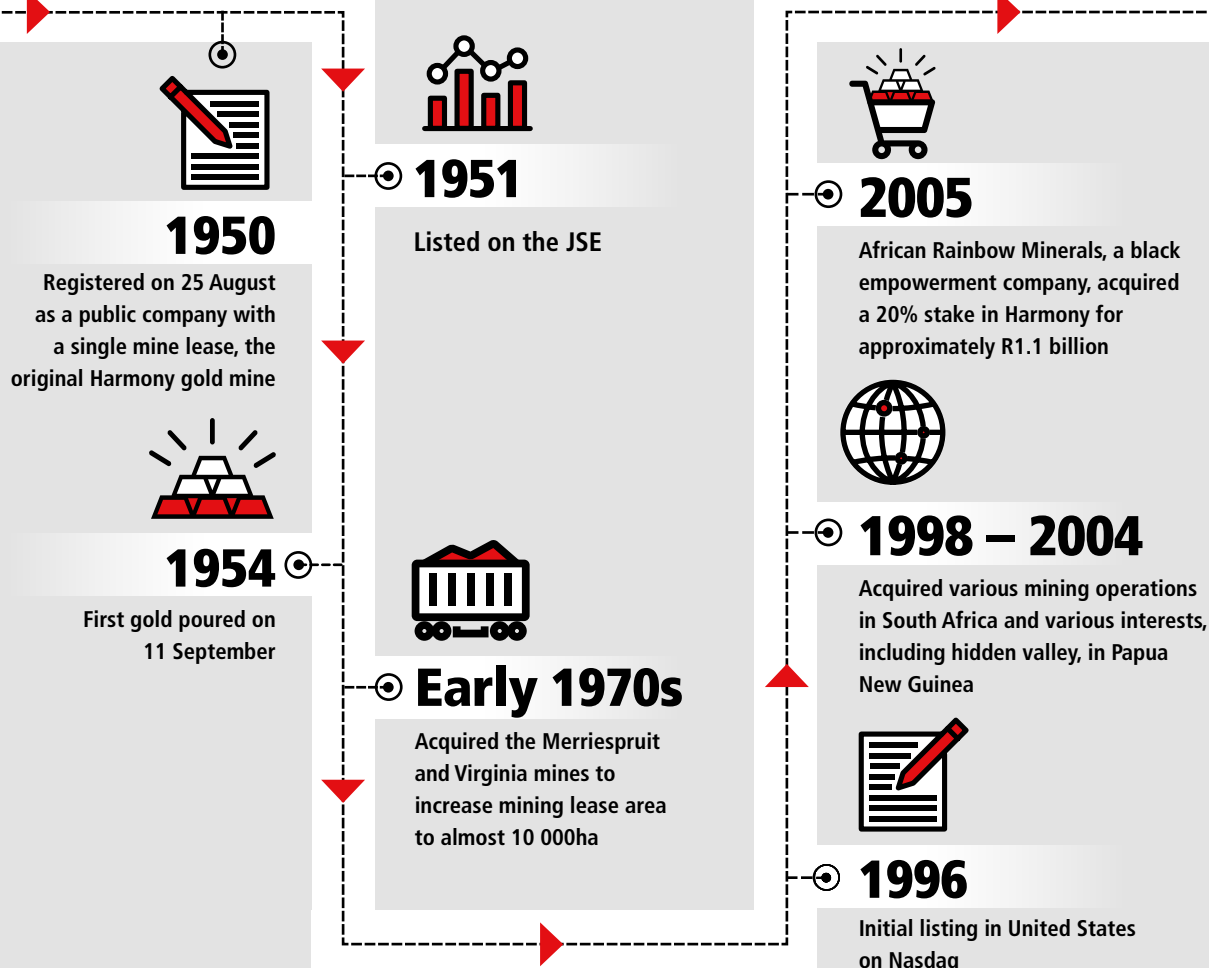 1950
Registered on 25 August
as a public company with
a single mine lease, the
original Harmony gold mine
1951
Listed on the JSE
1954
First gold poured on
11 September
Early 1970s
Acquired the Merriespruit
and Virginia mines to
increase mining lease area
to almost 10 000ha
1996
Initial listing in United States
on Nasdaq
1998 – 2004
Acquired various mining operations
in South Africa and various interests,
including hidden valley, in Papua
New Guinea
2005
African Rainbow Minerals, a black
empowerment company, acquired
a 20% stake in Harmony for
approximately R1.1 billion